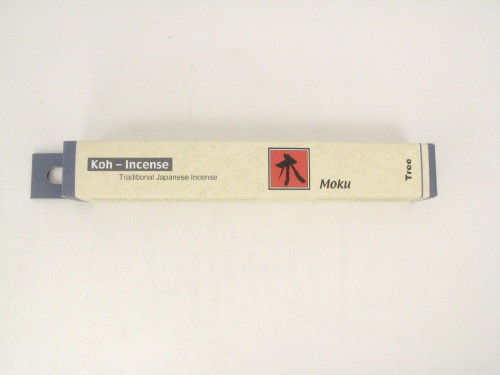 Koh – Incense
Traditional Japanese Incense
木
Moku
Tree